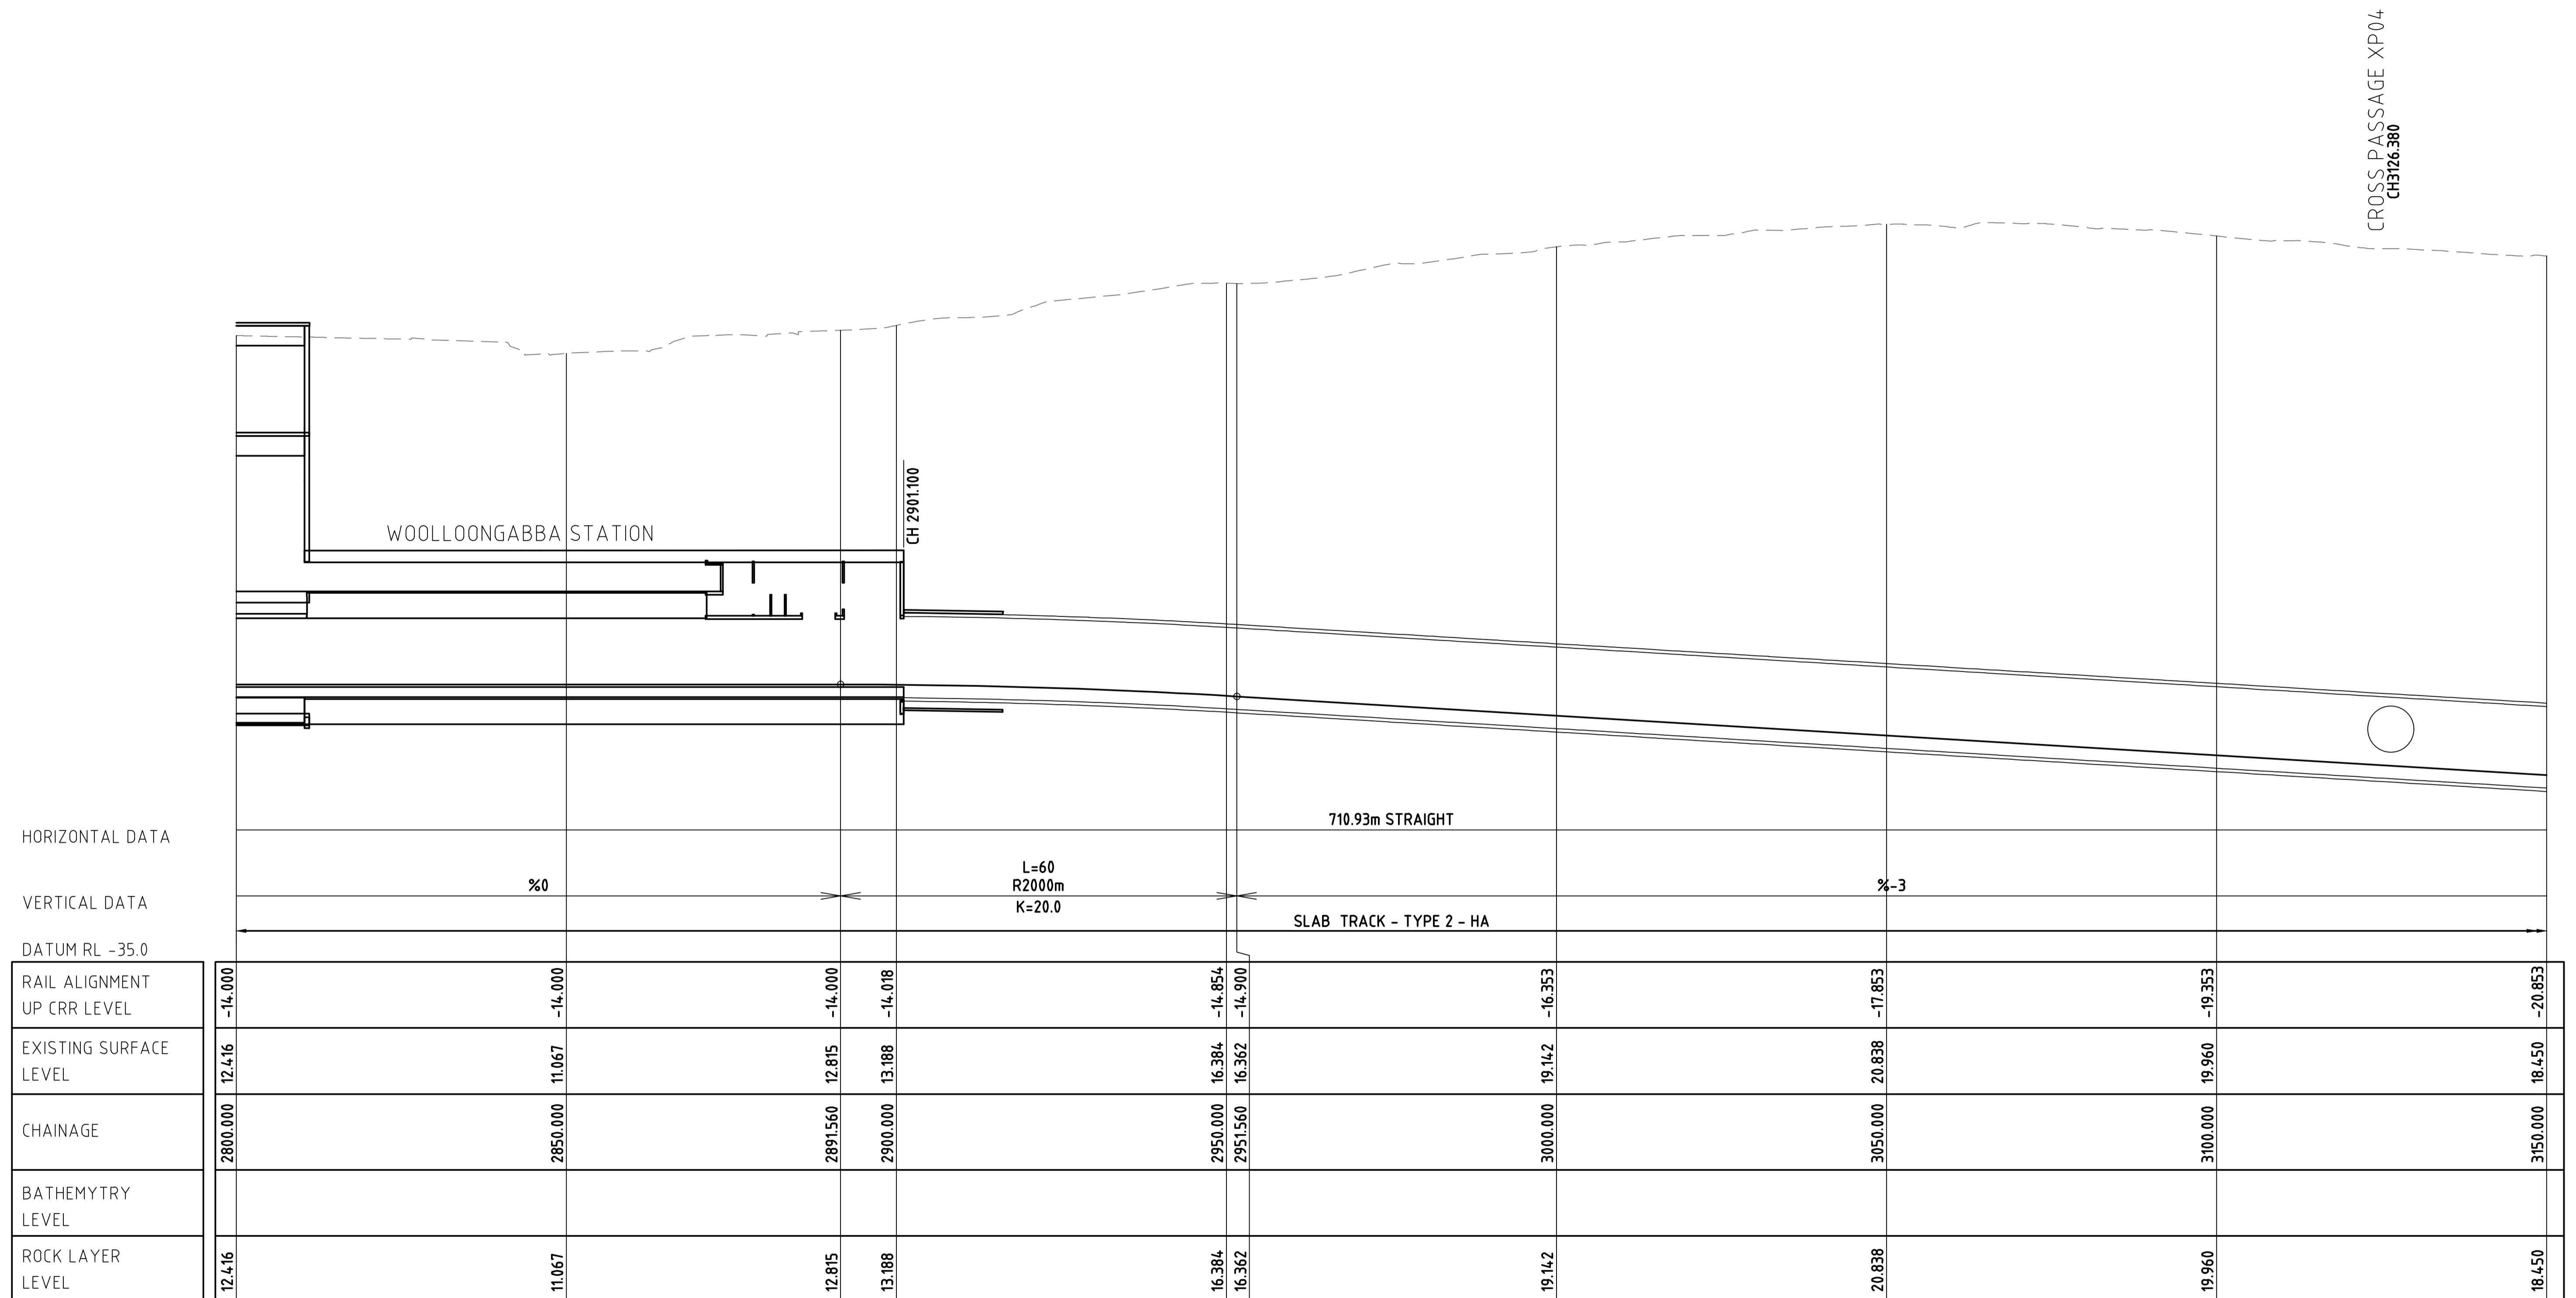 CROSS PASSAGE XP04
CH3126.380
CH 2901.100
WOOLLOONGABBA STATION
HORIZONTAL DATA
710.93m STRAIGHT
VERTICAL DATA
%0
L=60
R2000m
K=20.0
%-3
SLAB TRACK - TYPE 2 - HA
DATUM RL -35.0
RAIL ALIGNMENT
UP CRR LEVEL
-14.000 -14.000 -14.000 -14.018 -14.854 -14.900 -16.353 -17.853 -19.353 -20.853
EXISTING SURFACE
LEVEL
12.416 11.067 12.815 13.188 16.384 16.362 19.142 20.838 19.960 18.450
CHAINAGE
2800.000 2850.000 2891.560 2900.000 2950.000 2951.560 3000.000 3050.000 3100.000 3150.000
BATHEMYTRY
LEVEL
ROCK LAYER
LEVEL
12.416 11.067 12.815 13.188 16.384 16.362 19.142 20.838 19.960 18.450